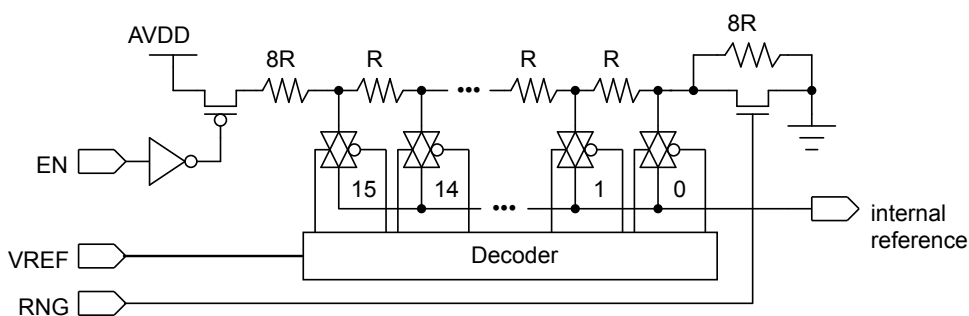 8R
AVDD
8R
R
R
R
•••
EN
15
14
1
0
•••
internal
reference
VREF
Decoder
RNG